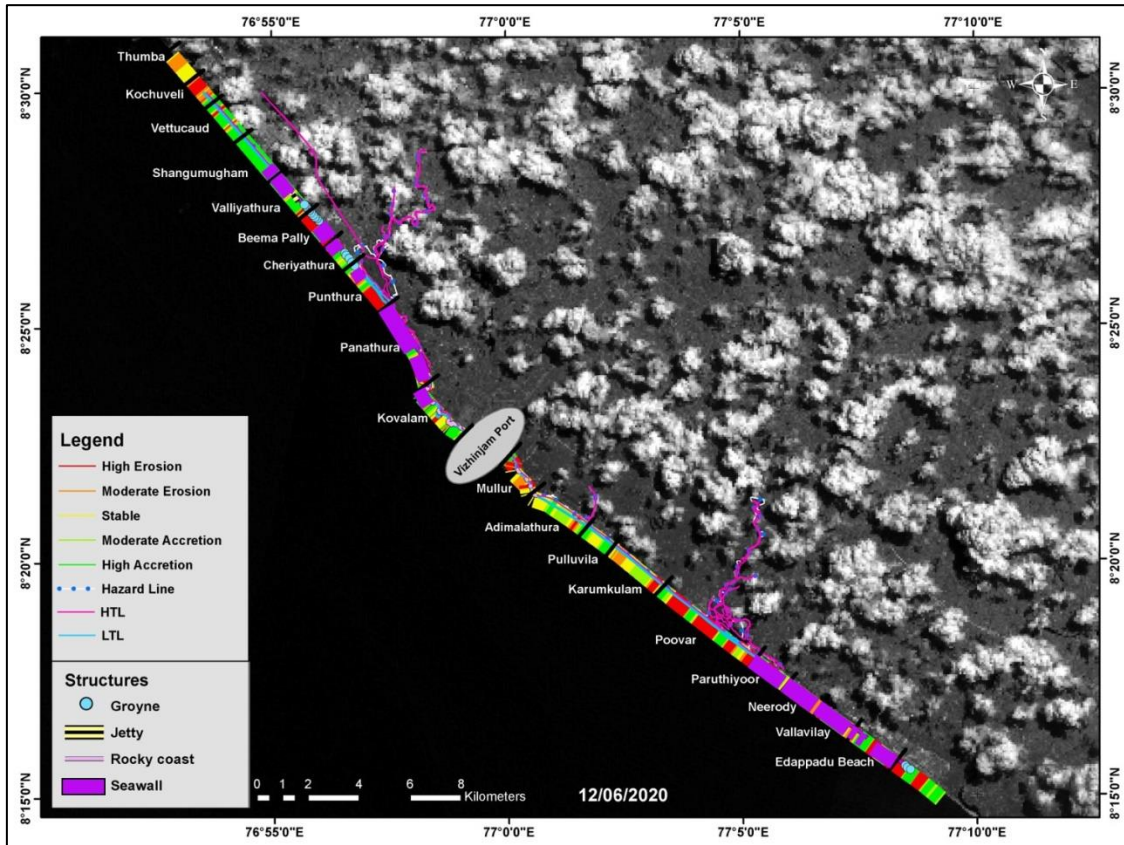 76°55'0"E 77°0'0"E 77°5'0"E 77°10'0"E
8°30'0"N
8°25'0"N
8°20'0"N
8°15'0"N
8°30'0"N
8°25'0"N
8°20'0"N
8°15'0"N
W E
Thumba
Kochuveli
Vettucaud
Shangumugham
Valliyathura
Beema Pally
Cheriyathura
Punthura
Panathura
Kovalam
Vizhinjam Port
Mullur
Adimalathura
Pulluvila
Karumkulam
Poovar
Paruthiyoor
Neerody
Vallavilay
Edappadu Beach
Legend
High Erosion
Moderate Erosion
Stable
Moderate Accretion
High Accretion
Hazard Line
HTL
LTL
Structures
Groyne
Jetty
Rocky coast
Seawall
0 1 2 4 6 8
Kilometers
12/06/2020
76°55'0"E 77°0'0"E 77°5'0"E 77°10'0"E